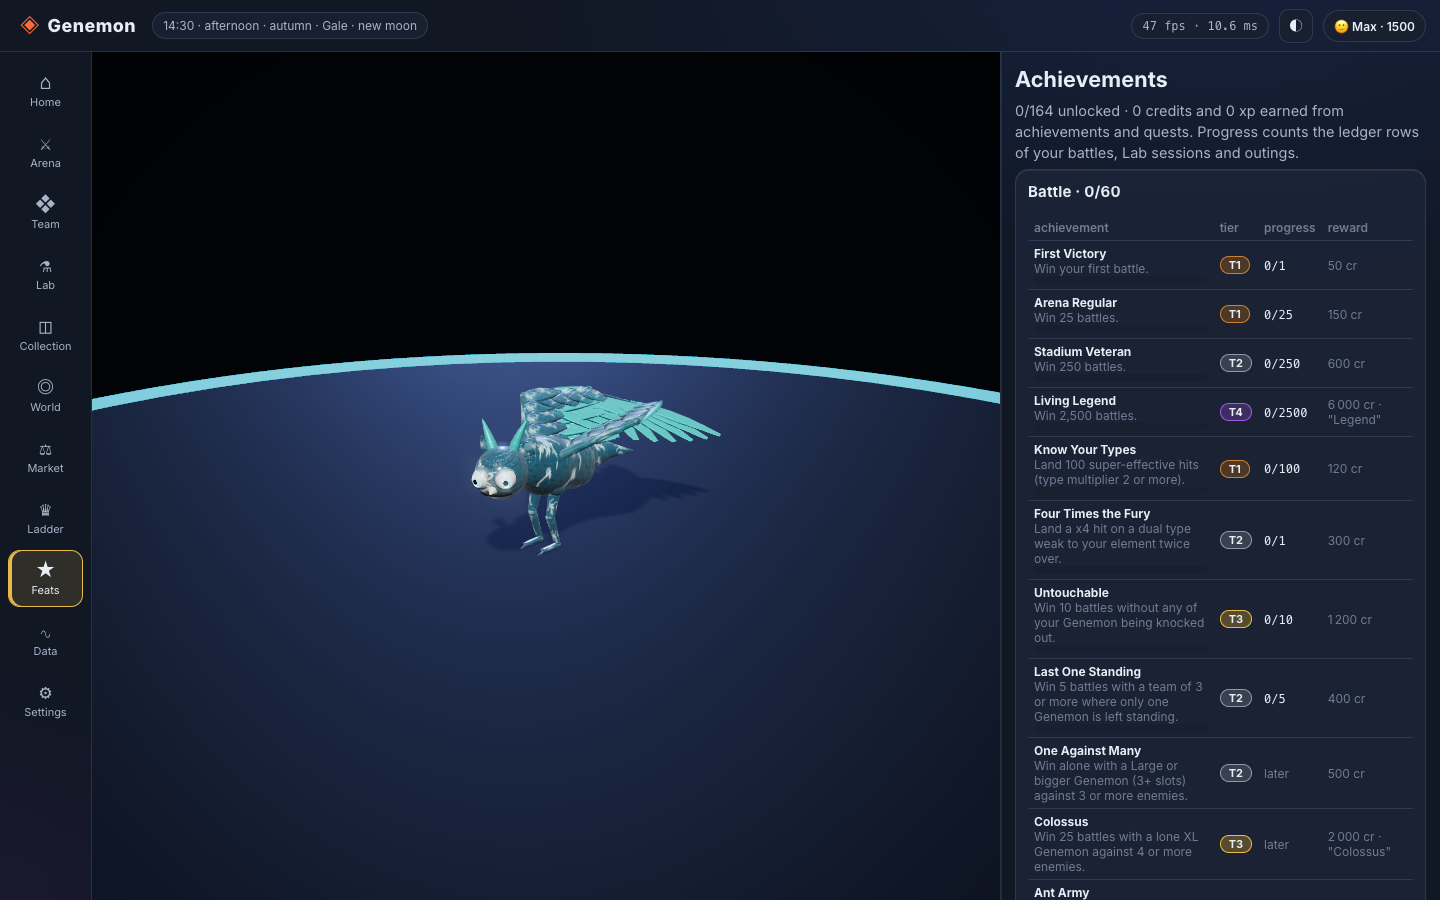 Genemon
14:30 · afternoon · autumn · Gale · new moon
47 fps · 10.6 ms
Max · 1500
Home
Arena
Team
Lab
Collection
World
Market
Ladder
Feats
Data
Settings
Achievements
0/164 unlocked · 0 credits and 0 xp earned from
achievements and quests. Progress counts the ledger rows
of your battles, Lab sessions and outings.
Battle · 0/60
achievement tier progress reward
First Victory
Win your first battle.
T1 0/1 50 cr
Arena Regular
Win 25 battles.
T1 0/25 150 cr
Stadium Veteran
Win 250 battles.
T2 0/250 600 cr
Living Legend
Win 2,500 battles.
T4 0/2500 6 000 cr ·
"Legend"
Know Your Types
Land 100 super-effective hits
(type multiplier 2 or more).
T1 0/100 120 cr
Four Times the Fury
Land a x4 hit on a dual type
weak to your element twice
over.
T2 0/1 300 cr
Untouchable
Win 10 battles without any of
your Genemon being knocked
out.
T3 0/10 1 200 cr
Last One Standing
Win 5 battles with a team of 3
or more where only one
Genemon is left standing.
T2 0/5 400 cr
One Against Many
Win alone with a Large or
bigger Genemon (3+ slots)
against 3 or more enemies.
T2 later 500 cr
Colossus
Win 25 battles with a lone XL
Genemon against 4 or more
enemies.
T3 later 2 000 cr ·
"Colossus"
Ant Army